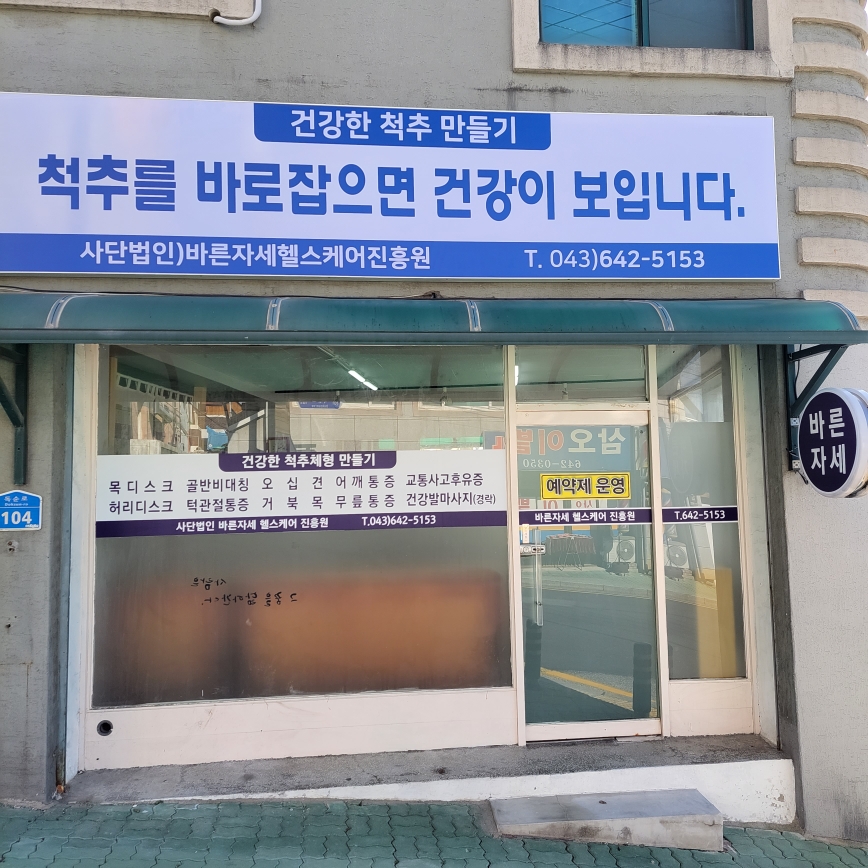 건강한 척추 만들기
척추를 바로잡으면 건강이 보입니다.
사단법인)바른자세헬스케어진흥원 T. 043)642-5153
바른
자세
삼오이발
642-0350
건강한 척추체형 만들기
목디스크 골반비대칭 오십견 어깨통증 교통사고후유증
허리디스크 턱관절통증 거북목 무릎통증 건강발마사지(경락)
사단법인 바른자세 헬스케어 진흥원 T.043)642-5153
예약제 운영
바른자세 헬스케어 진흥원 T.642-5153
104